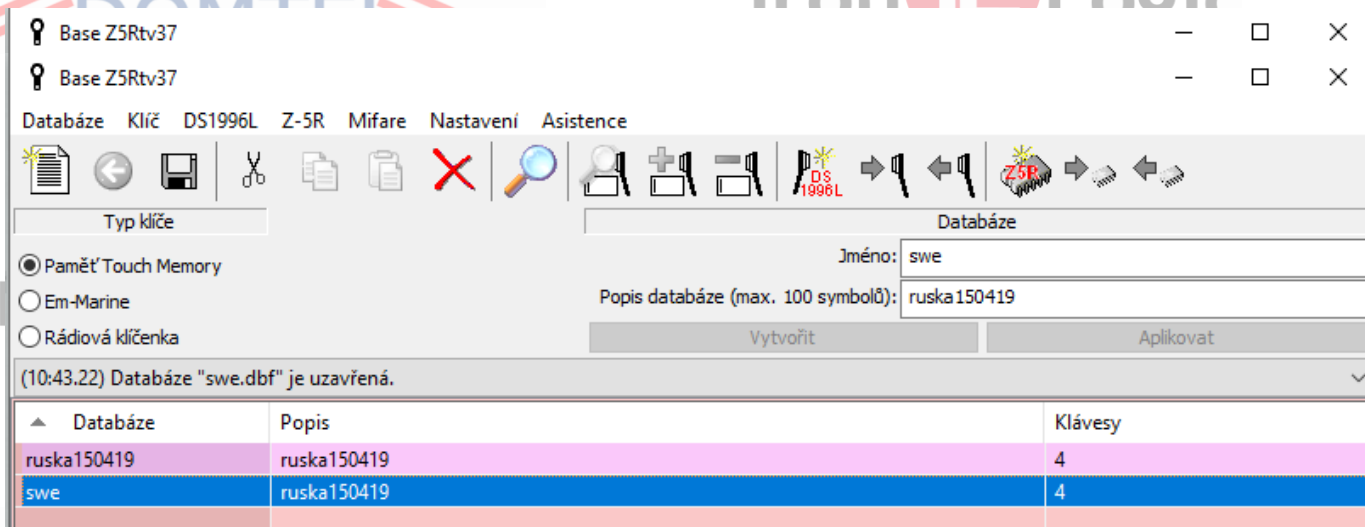 Base Z5Rtv37
Base Z5Rtv37
Databáze Klíč DS1996L Z-5R Mifare Nastavení Asistence
DS 1996L Z5R
Typ klíče Databáze
Paměť Touch Memory
Em-Marine
Rádiová klíčenka
Jméno: swe
Popis databáze (max. 100 symbolů): ruska150419
Vytvořit Aplikovat
(10:43.22) Databáze "swe.dbf" je uzavřená.
Databáze Popis Klávesy
ruska150419 ruska150419 4
swe ruska150419 4